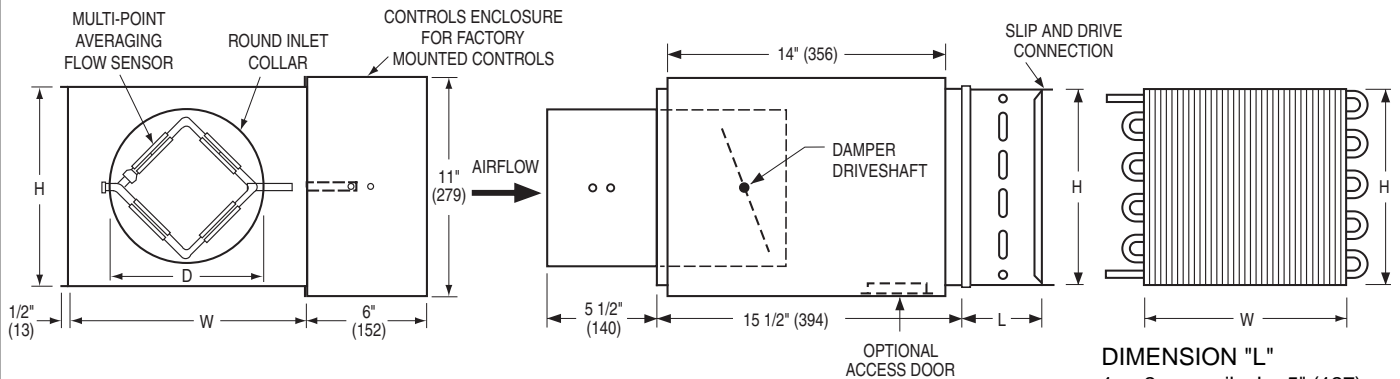 MULTI-POINT
AVERAGING
FLOW SENSOR
ROUND INLET
COLLAR
CONTROLS ENCLOSURE
FOR FACTORY
MOUNTED CONTROLS
H
D
1/2"
(13)
W
6"
(152)
11"
(279)
AIRFLOW
14" (356)
SLIP AND DRIVE
CONNECTION
DAMPER
DRIVESHAFT
5 1/2"
(140)
15 1/2" (394)
L
OPTIONAL
ACCESS DOOR
H
H
W
DIMENSION "L"